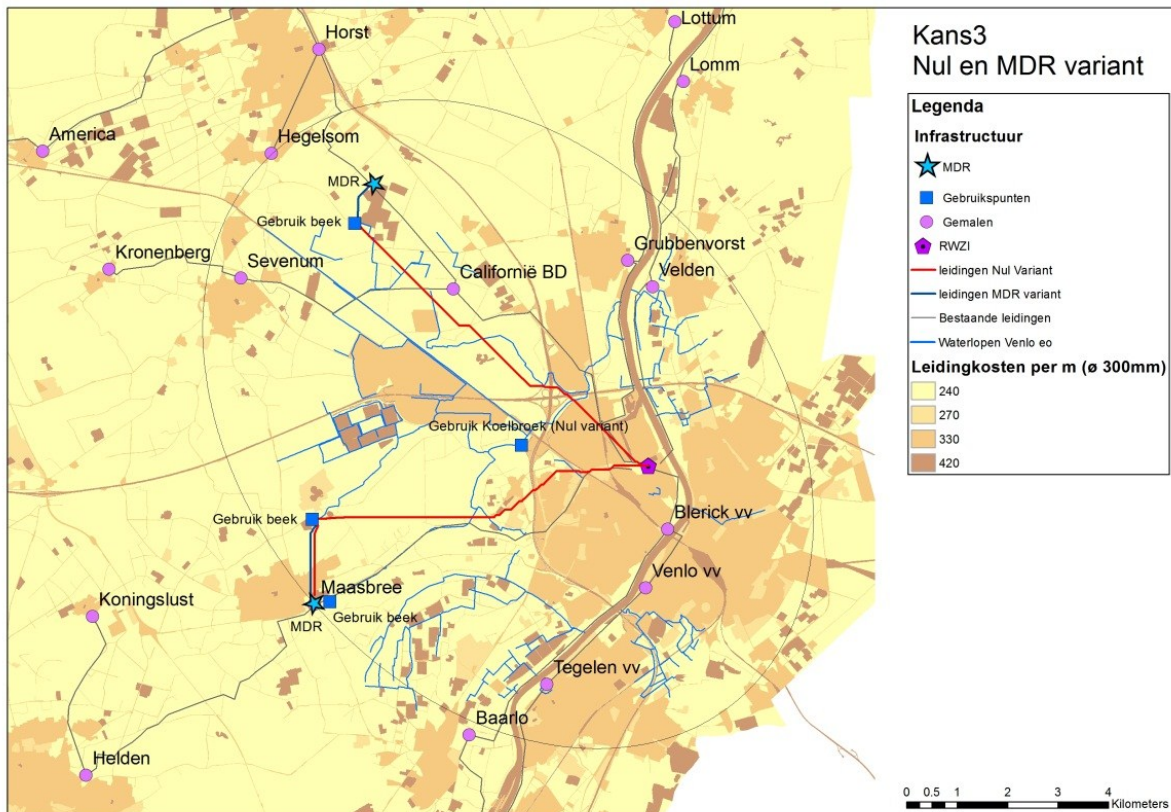 Kans3
Nul en MDR variant
Legenda
Infrastuctuur
MDR
Gebruikspunten
Gemalen
RWZI
leidingen Nul Variant
leidingen MDR variant
Bestaande leidingen
Waterlopen Venlo eo
Leidingkosten per m (ø 300mm)
240
270
330
420
Lottum
Horst
Lomm
America
Hegelsom
MDR
Gebruik beek
Grubbenvorst
Kronenberg
Sevenum
Californië BD
Velden
Gebruik Koelbroek (Nul variant)
Gebruik beek
Blerick vv
Maasbree
Venlo vv
Koningslust
Gebruik beek
MDR
Tegelen vv
Baarlo
Helden
0 0.5 1 2 3 4
Kilometers